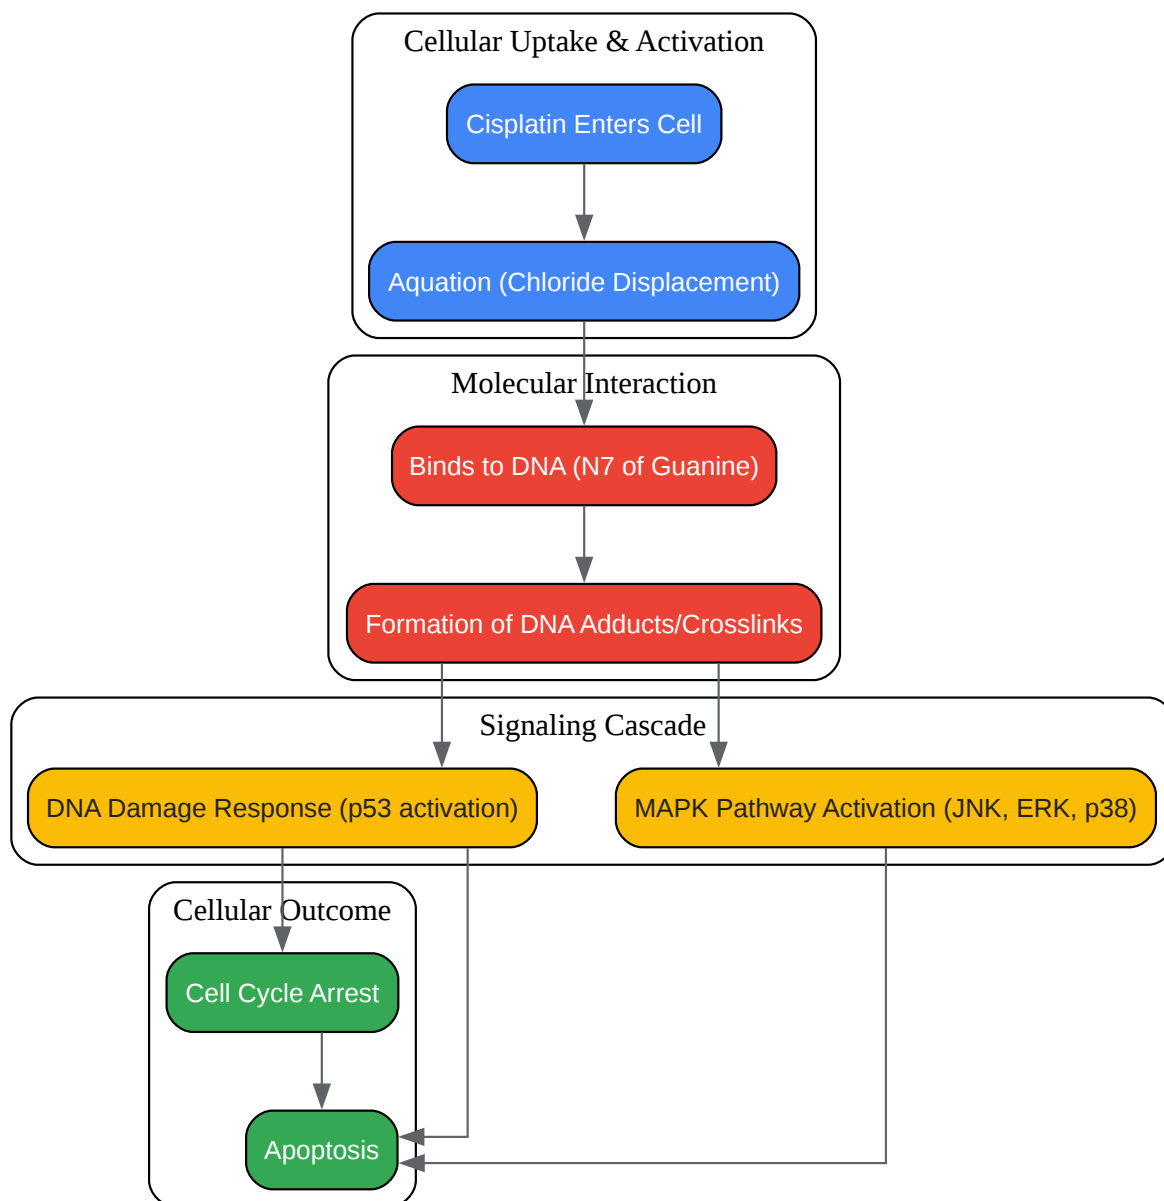 Cellular Uptake & Activation
Cisplatin Enters Cell
Aquation (Chloride Displacement)
Molecular Interaction
Binds to DNA (N7 of Guanine)
Formation of DNA Adducts/Crosslinks
Signaling Cascade
DNA Damage Response (p53 activation)
MAPK Pathway Activation (JNK, ERK, p38)
Cellular Outcome
Cell Cycle Arrest
Apoptosis